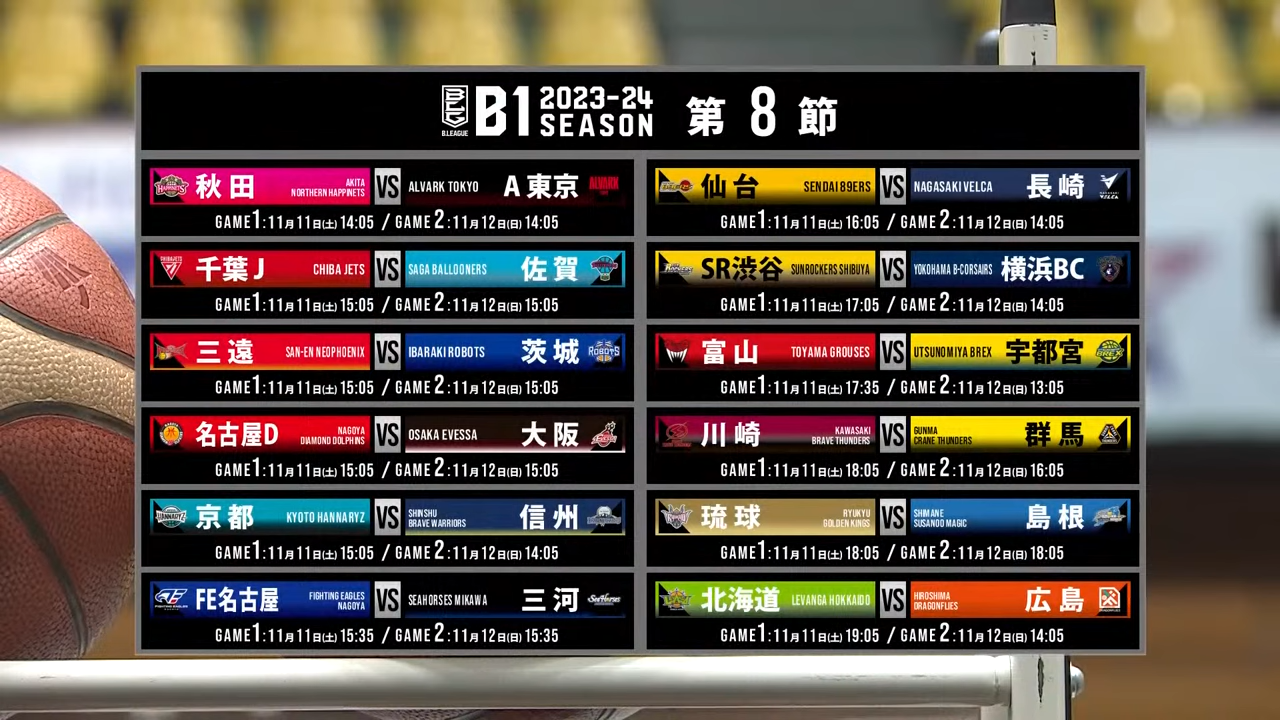 B.LEAGUE B1 2023-24 SEASON 第8節
秋田 AKITA NORTHERN HAPPINETS VS ALVARK TOKYO A東京
GAME1:11月11日(土)14:05 / GAME2:11月12日(日)14:05
千葉J CHIBA JETS VS SAGA BALLOONERS 佐賀
GAME1:11月11日(土)15:05 / GAME2:11月12日(日)15:05
三遠 SAN-EN NEOPHOENIX VS IBARAKI ROBOTS 茨城
GAME1:11月11日(土)15:05 / GAME2:11月12日(日)15:05
名古屋D NAGOYA DIAMOND DOLPHINS VS OSAKA EVESSA 大阪
GAME1:11月11日(土)15:05 / GAME2:11月12日(日)15:05
京都 KYOTO HANNARYZ VS SHINSHU BRAVE WARRIORS 信州
GAME1:11月11日(土)15:05 / GAME2:11月12日(日)14:05
FE名古屋 FIGHTING EAGLES NAGOYA VS SEAHORSES MIKAWA 三河
GAME1:11月11日(土)15:35 / GAME2:11月12日(日)15:35
仙台 SENDAI 89ERS VS NAGASAKI VELCA 長崎
GAME1:11月11日(土)16:05 / GAME2:11月12日(日)14:05
SR渋谷 SUNROCKERS SHIBUYA VS YOKOHAMA B-CORSAIRS 横浜BC
GAME1:11月11日(土)17:05 / GAME2:11月12日(日)14:05
富山 TOYAMA GROUSES VS UTSUNOMIYA BREX 宇都宮
GAME1:11月11日(土)17:35 / GAME2:11月12日(日)13:05
川崎 KAWASAKI BRAVE THUNDERS VS GUNMA CRANE THUNDERS 群馬
GAME1:11月11日(土)18:05 / GAME2:11月12日(日)16:05
琉球 RYUKYU GOLDEN KINGS VS SHIMANE SUSANOO MAGIC 島根
GAME1:11月11日(土)18:05 / GAME2:11月12日(日)18:05
北海道 LEVANGA HOKKAIDO VS HIROSHIMA DRAGONFLIES 広島
GAME1:11月11日(土)19:05 / GAME2:11月12日(日)14:05